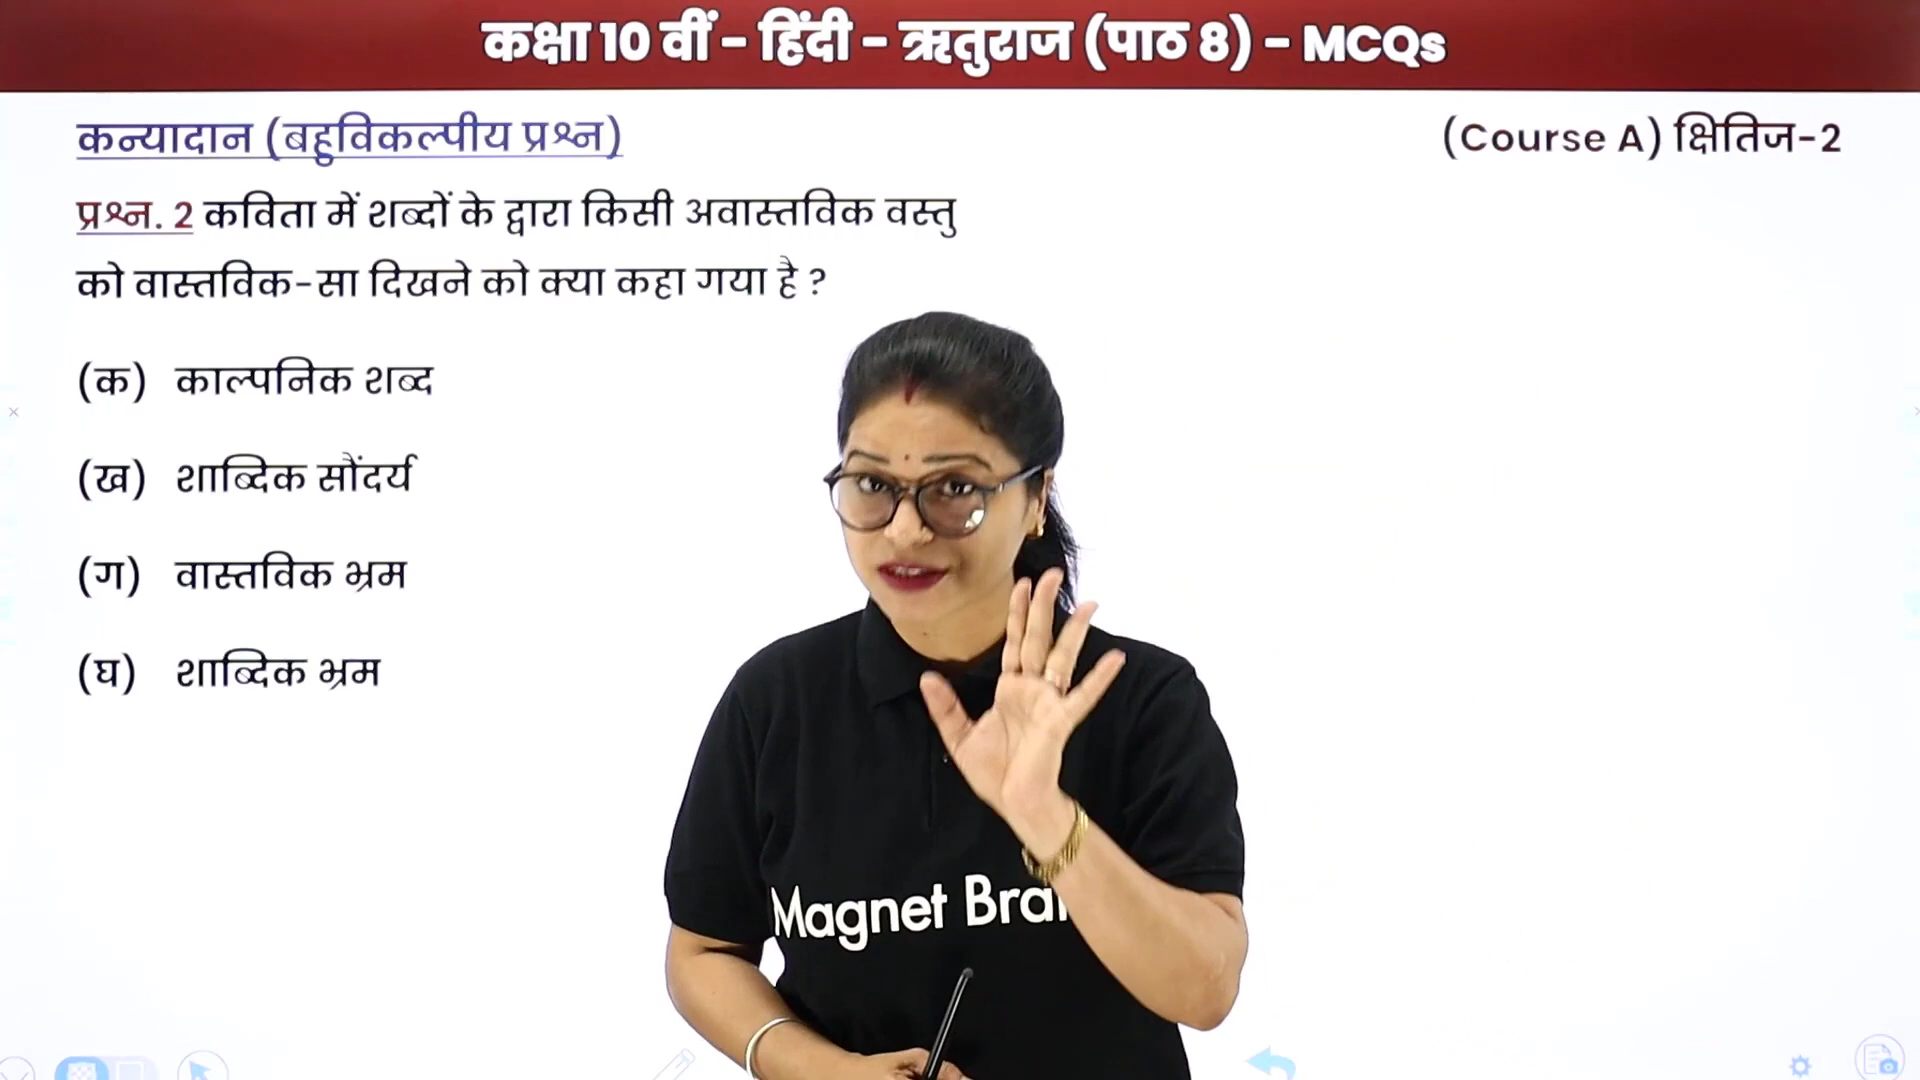 कक्षा 10 वीं - हिंदी - ऋतुराज (पाठ 8) - MCQs
कन्यादान (बहुविकल्पीय प्रश्न)
(Course A) क्षितिज-2
प्रश्न. 2 कविता में शब्दों के द्वारा किसी अवास्तविक वस्तु
को वास्तविक-सा दिखने को क्या कहा गया है ?
(क) काल्पनिक शब्द
(ख) शाब्दिक सौंदर्य
(ग) वास्तविक भ्रम
(घ) शाब्दिक भ्रम
Magnet